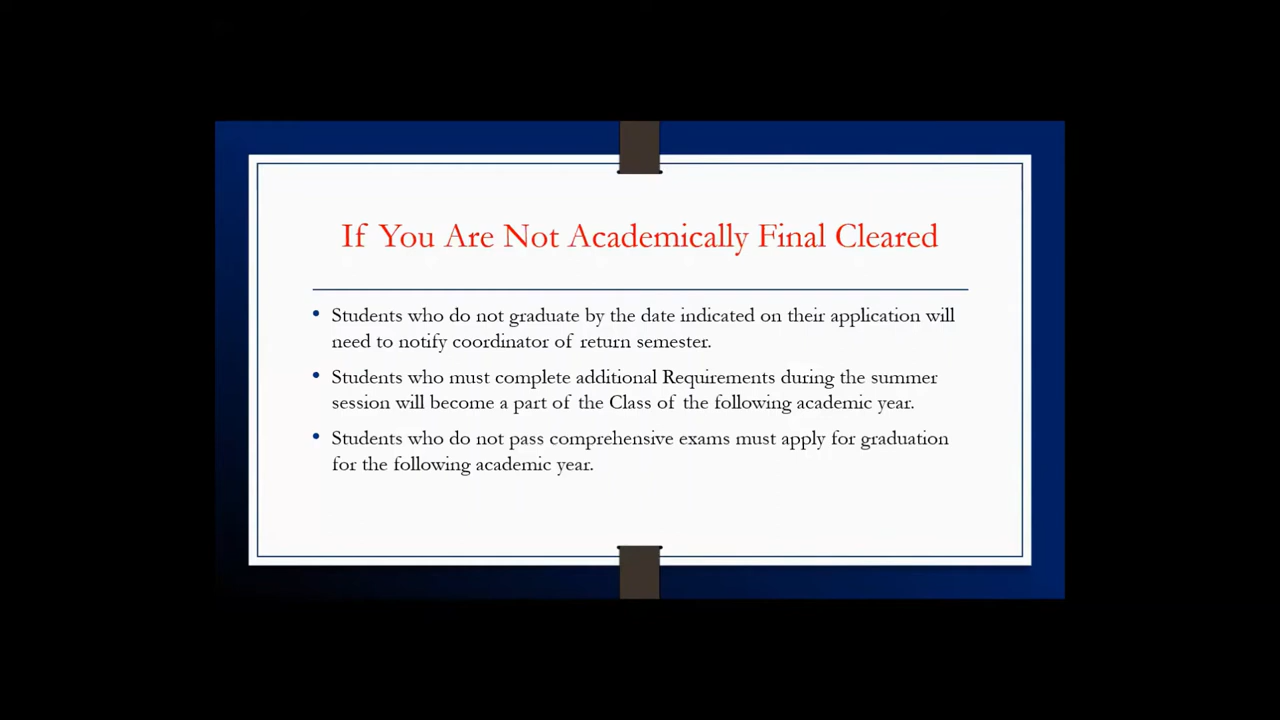 If You Are Not Academically Final Cleared
• Students who do not graduate by the date indicated on their application will
need to notify coordinator of return semester.
• Students who must complete additional Requirements during the summer
session will become a part of the Class of the following academic year.
• Students who do not pass comprehensive exams must apply for graduation
for the following academic year.